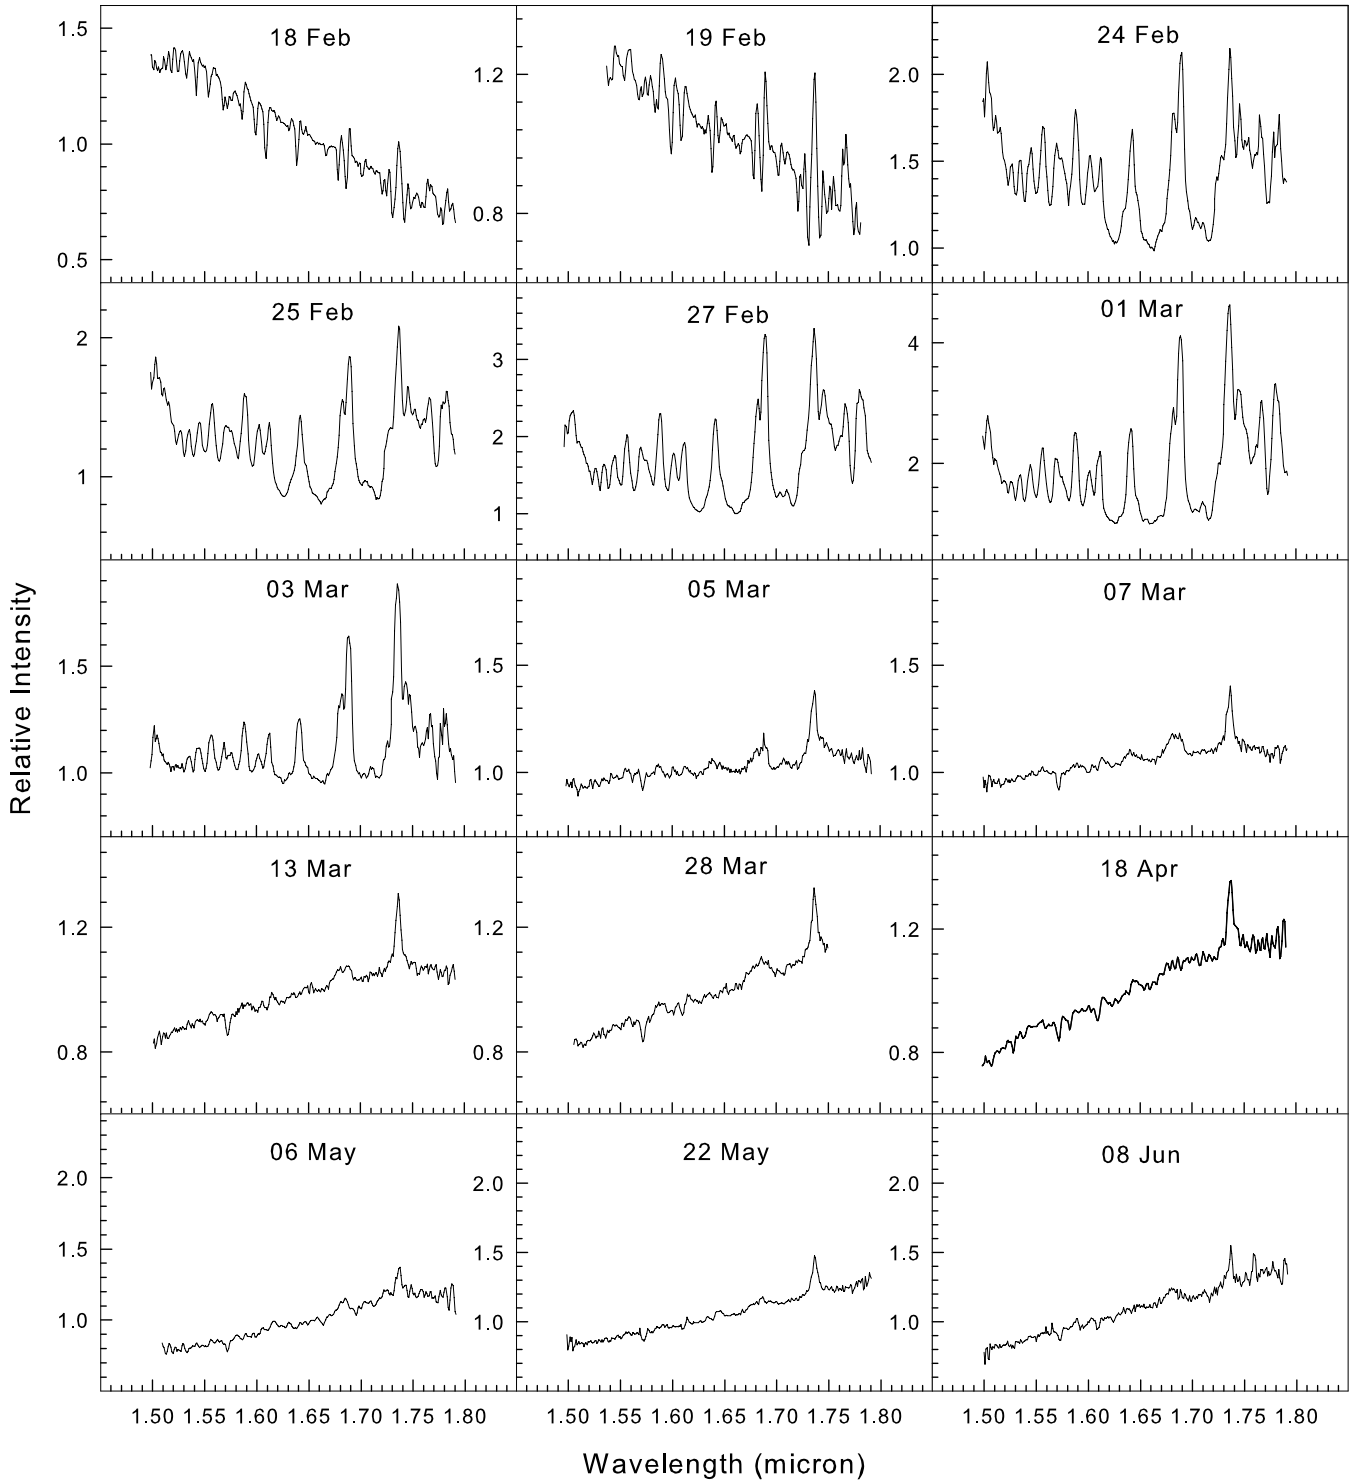 18 Feb 19 Feb 24 Feb
1.5 1.0 0.5
1.2 0.8
2.0 1.5 1.0
25 Feb 27 Feb 01 Mar
2 1
3 2 1
4 2
03 Mar 05 Mar 07 Mar
1.5 1.0
1.5 1.0
1.5 1.0
13 Mar 28 Mar 18 Apr
1.2 0.8
1.2 0.8
1.2 0.8
06 May 22 May 08 Jun
2.0 1.5 1.0
2.0 1.5 1.0
2.0 1.5 1.0
Relative Intensity
1.50 1.55 1.60 1.65 1.70 1.75 1.80 1.50 1.55 1.60 1.65 1.70 1.75 1.80 1.50 1.55 1.60 1.65 1.70 1.75 1.80
Wavelength (micron)